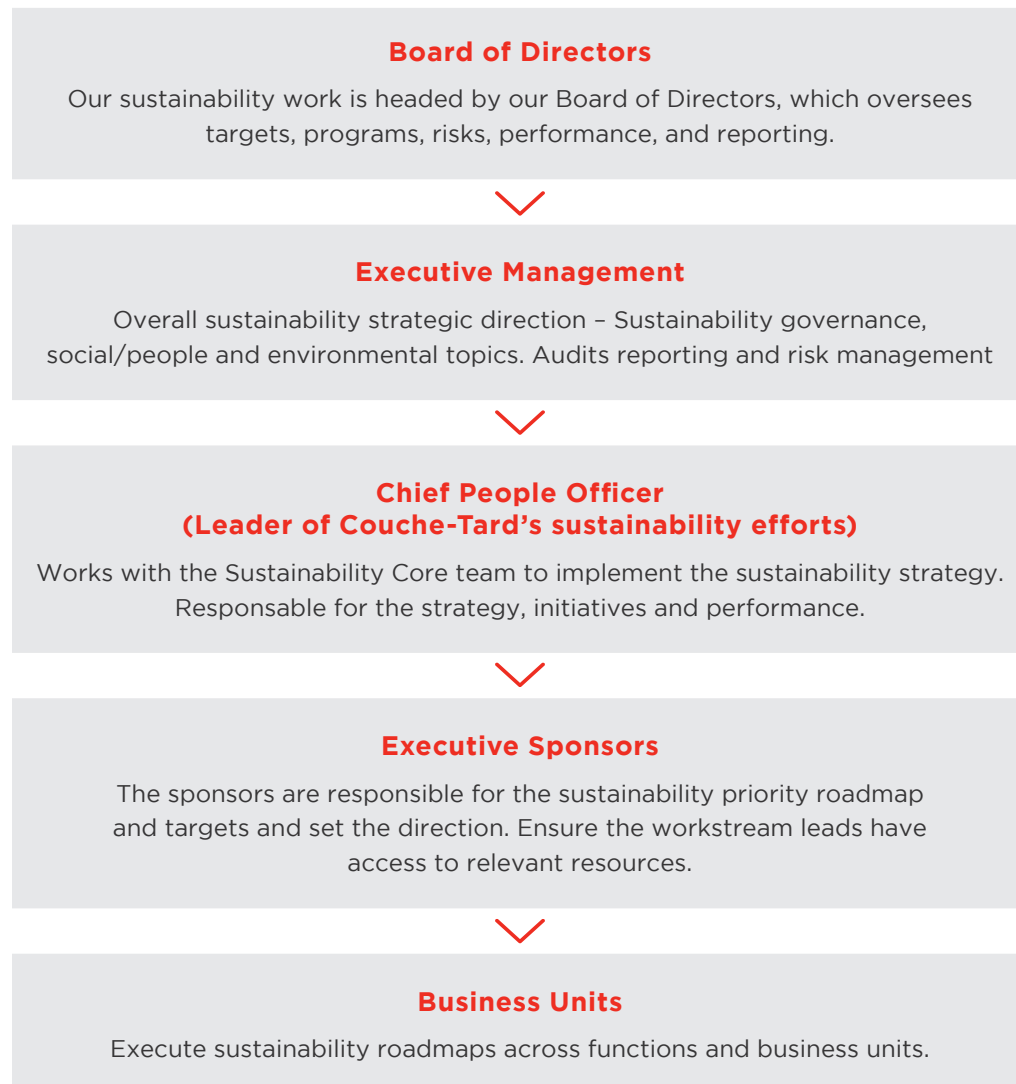 Board of Directors
Our sustainability work is headed by our Board of Directors, which oversees
targets, programs, risks, performance, and reporting.
Executive Management
Overall sustainability strategic direction – Sustainability governance,
social/people and environmental topics. Audits reporting and risk management
Chief People Officer
(Leader of Couche-Tard’s sustainability efforts)
Works with the Sustainability Core team to implement the sustainability strategy.
Responsable for the strategy, initiatives and performance.
Executive Sponsors
The sponsors are responsible for the sustainability priority roadmap
and targets and set the direction. Ensure the workstream leads have
access to relevant resources.
Business Units
Execute sustainability roadmaps across functions and business units.